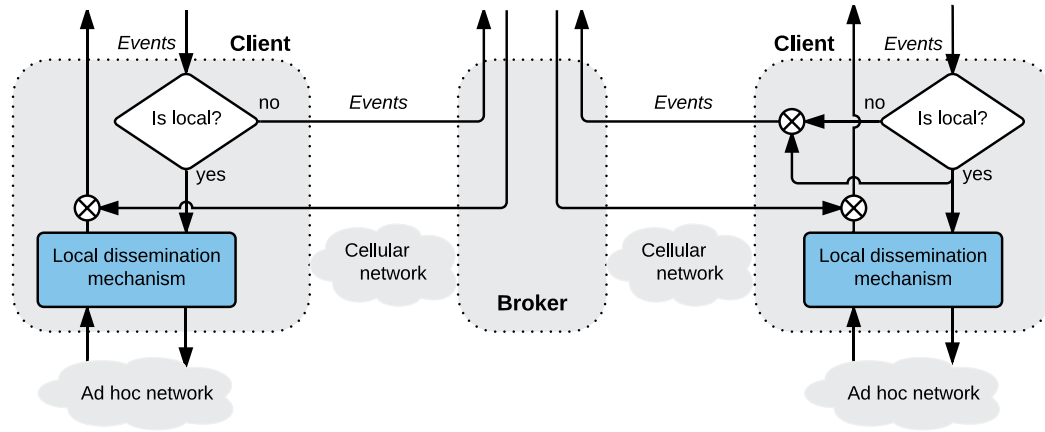 Events
Client
Is local?
no
yes
Local dissemination
mechanism
Ad hoc network
Events
Cellular
network
Broker
Events
Cellular
network
Client
Events
no
Is local?
yes
Local dissemination
mechanism
Ad hoc network